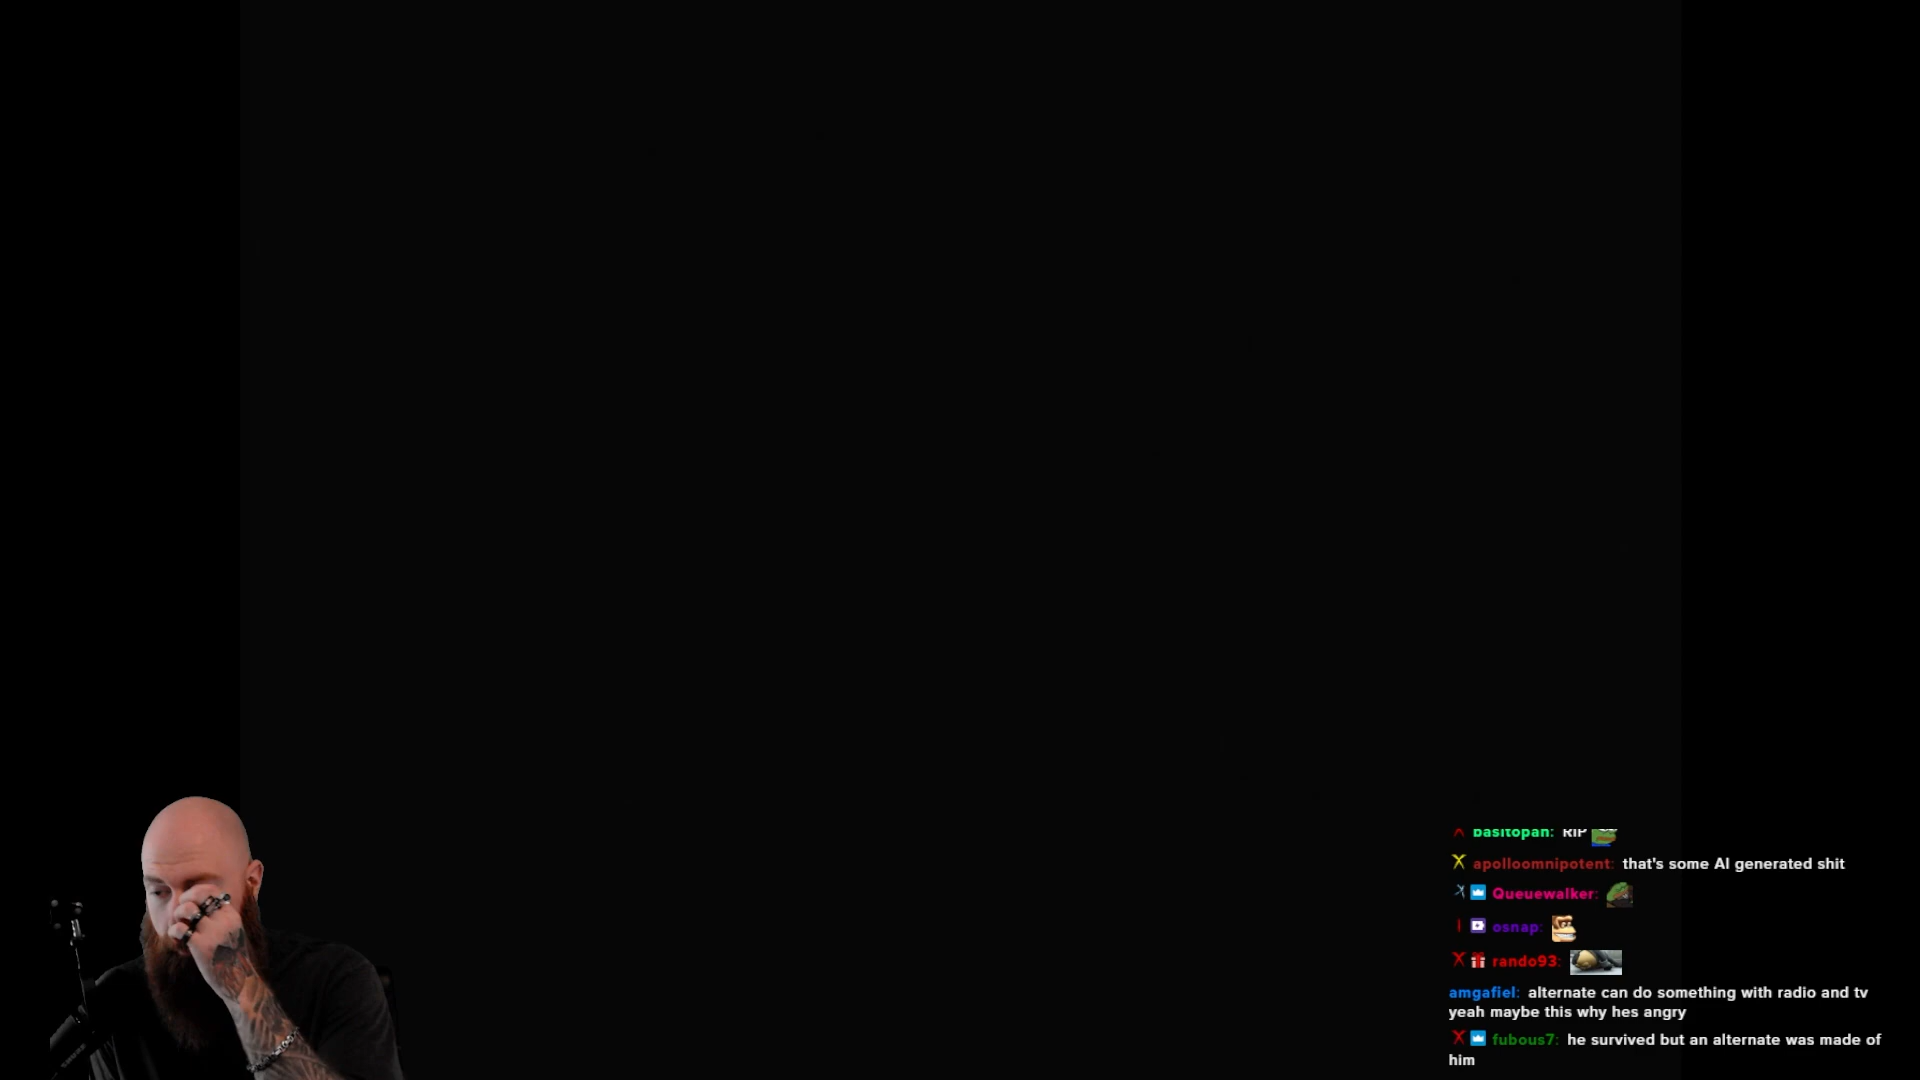 basitopan: RIP
apolloomnipotent: that's some AI generated shit
Queuewalker:
osnap:
rando93:
amgafiel: alternate can do something with radio and tv
yeah maybe this why hes angry
fubous7: he survived but an alternate was made of
him